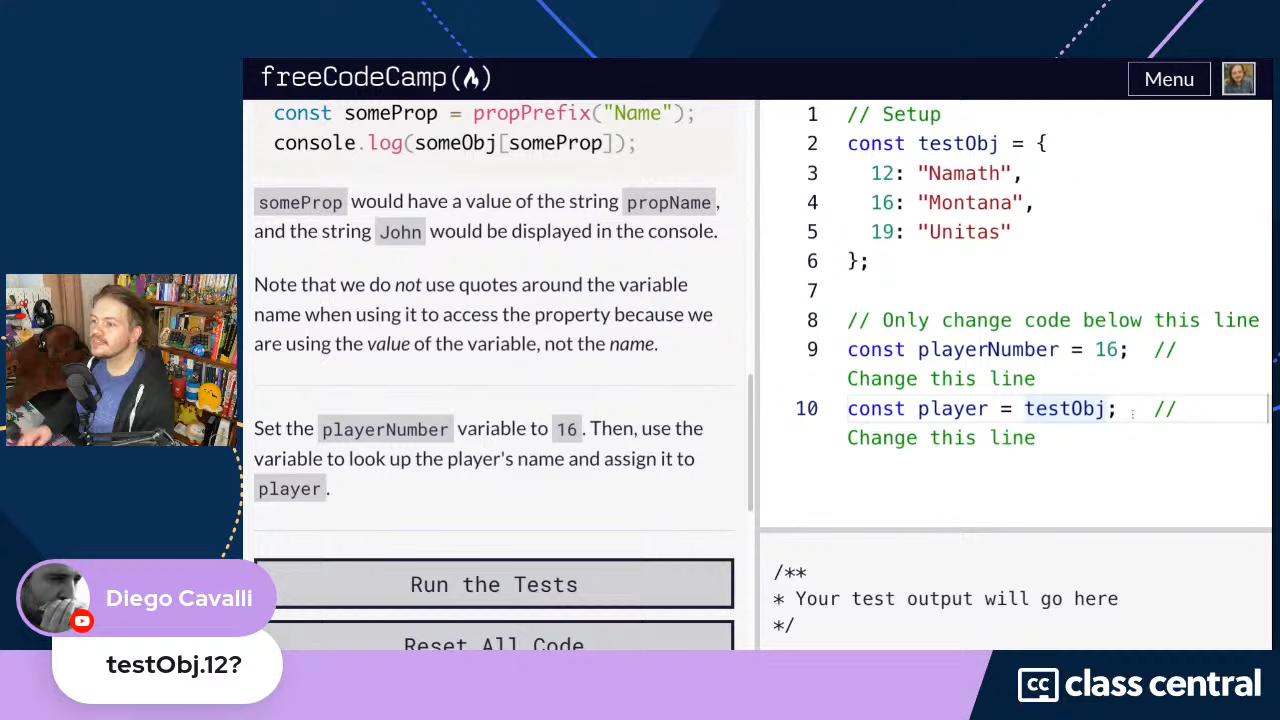 freeCodeCamp(🔥)
Menu
const someProp = propPrefix("Name");
console.log(someObj[someProp]);
someProp would have a value of the string propName,
and the string John would be displayed in the console.
Note that we do not use quotes around the variable
name when using it to access the property because we
are using the value of the variable, not the name.
Set the playerNumber variable to 16. Then, use the
variable to look up the player's name and assign it to
player.
Run the Tests
Reset All Code
1 // Setup
2 const testObj = {
3 12: "Namath",
4 16: "Montana",
5 19: "Unitas"
6 };
7
8 // Only change code below this line
9 const playerNumber = 16; //
Change this line
10 const player = testObj; //
Change this line
/**
* Your test output will go here
*/
Diego Cavalli
testObj.12?
cc class central